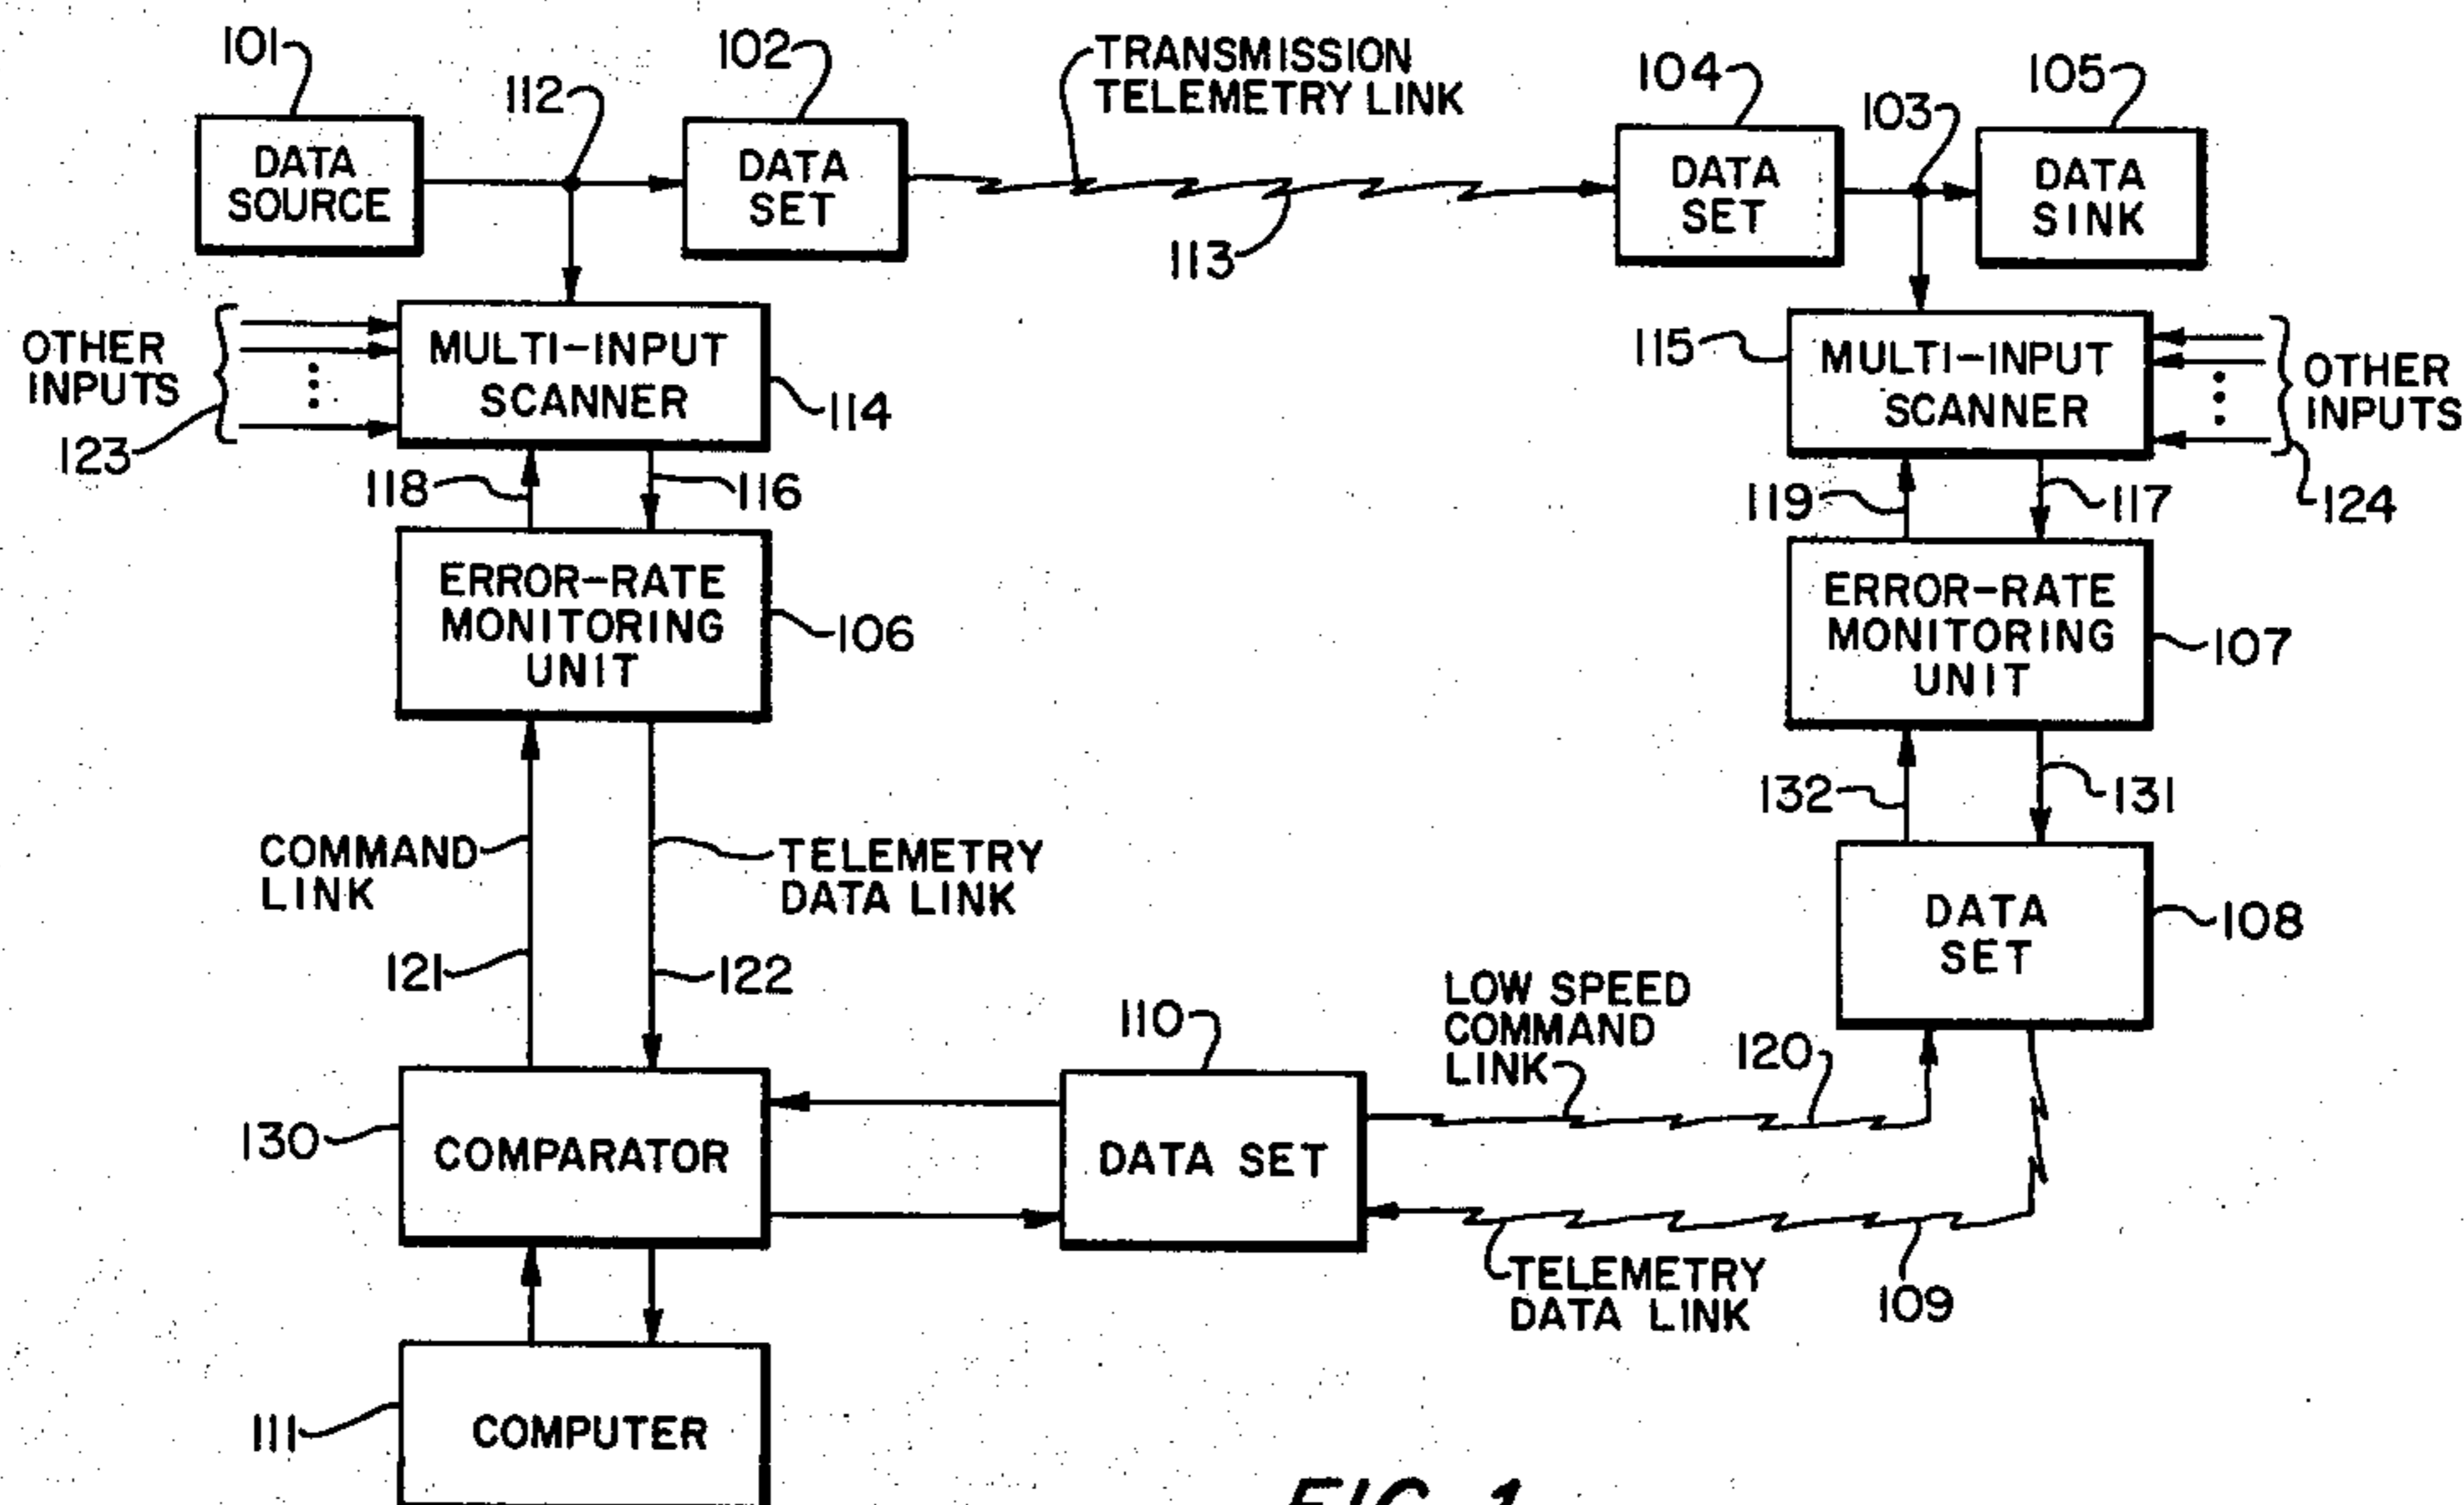 101
112
102
TRANSMISSION
TELEMETRY LINK
104
103
105
DATA
SOURCE
DATA
SET
113
DATA
SET
DATA
SINK
OTHER
INPUTS
123
MULTI-INPUT
SCANNER
114
115
MULTI-INPUT
SCANNER
OTHER
INPUTS
124
118
116
119
117
ERROR-RATE
MONITORING
UNIT
106
ERROR-RATE
MONITORING
UNIT
107
132
131
COMMAND
LINK
TELEMETRY
DATA LINK
121
122
DATA
SET
108
110
LOW SPEED
COMMAND
LINK
120
130
COMPARATOR
DATA SET
TELEMETRY
DATA LINK
109
111
COMPUTER
FIG. 1